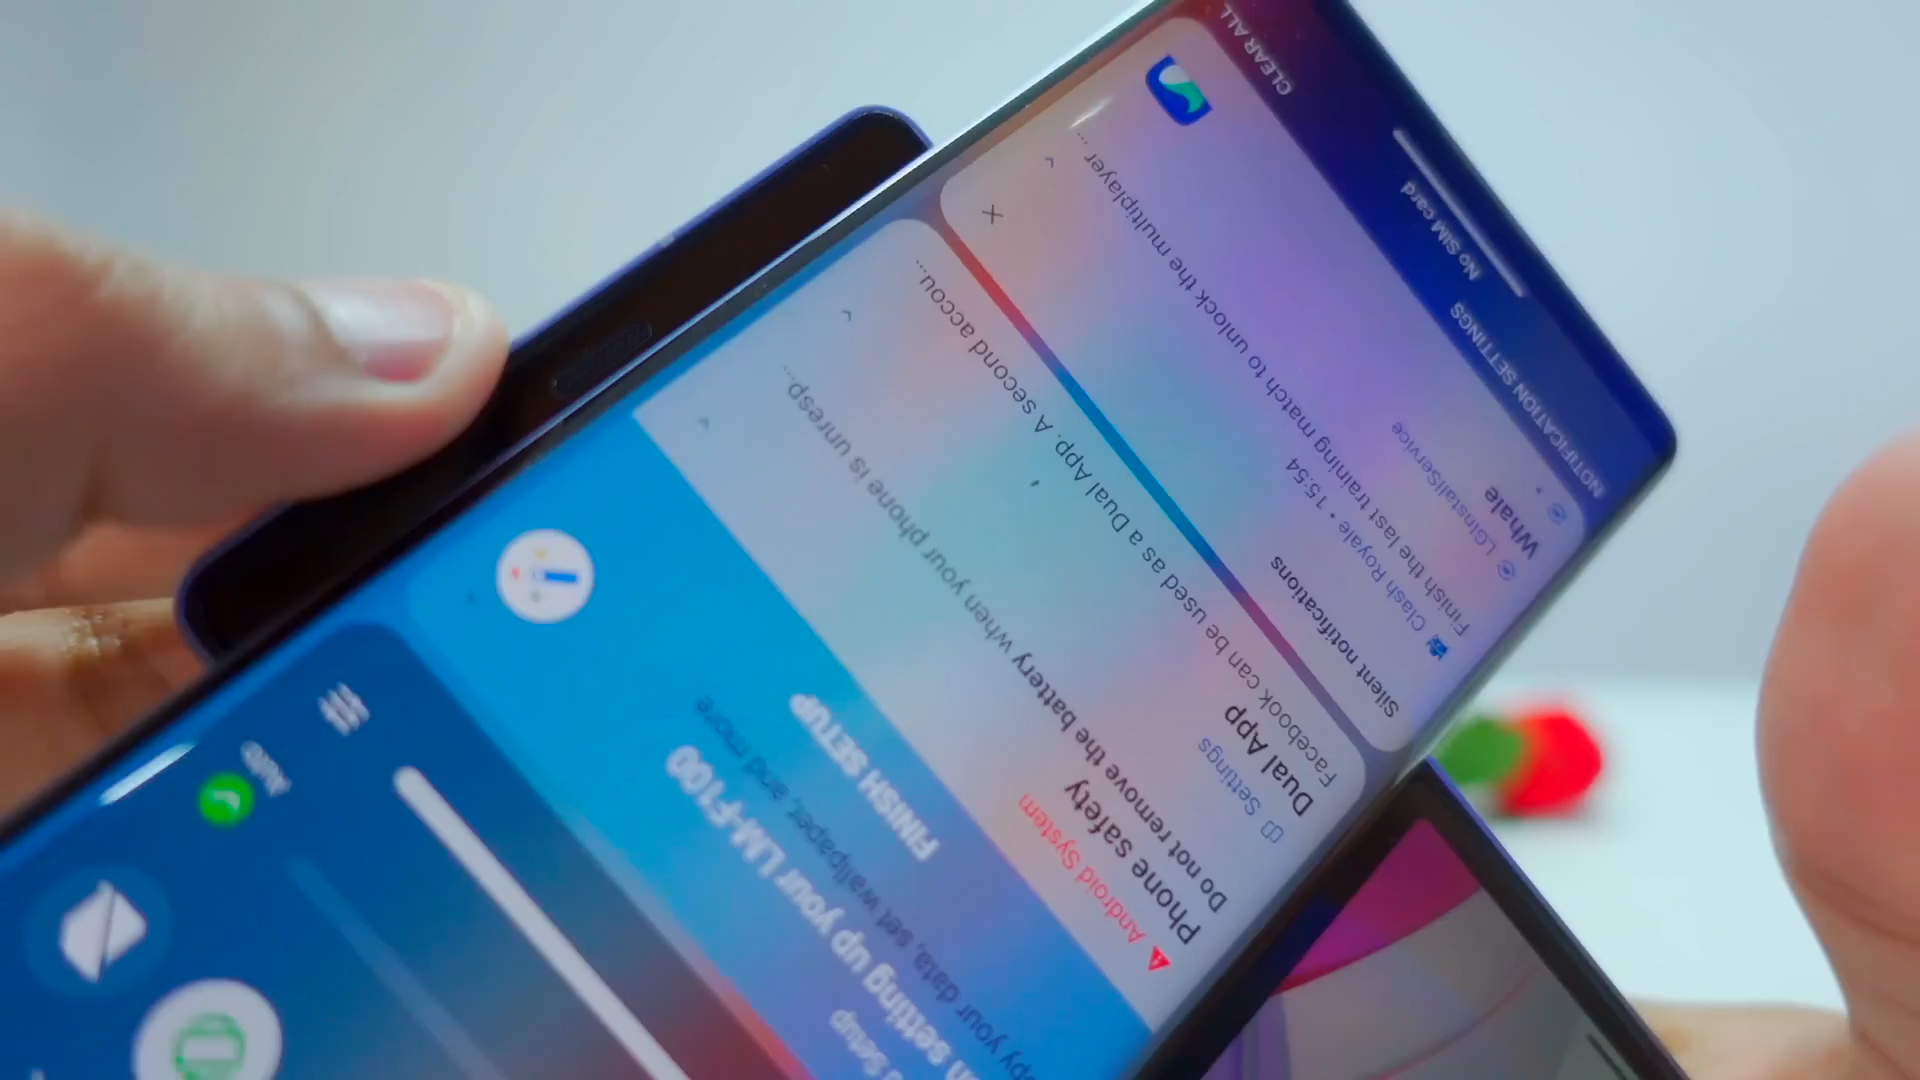 Auto
Setup
setting up your LM-F100
your data, set wallpaper, and more
FINISH SETUP
Android System
Phone safety
Do not remove the battery when your phone is unresp...
Settings
Dual App
Facebook can be used as a Dual App. A second accou...
Silent notifications
Clash Royale • 15:54
Finish the last training match to unlock the multiplayer ...
LGInstallService
Whale
NOTIFICATION SETTINGS
CLEAR ALL
No SIM card